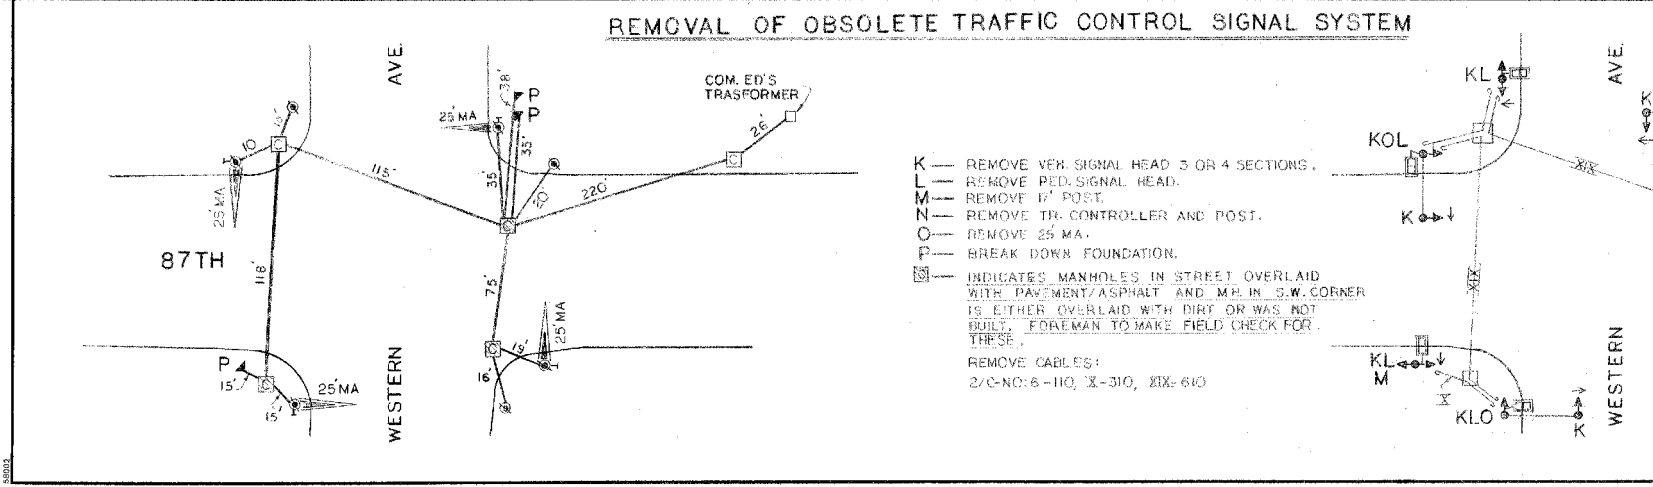 REMOVAL OF OBSOLETE TRAFFIC CONTROL SIGNAL SYSTEM
AVE.
38'
P
P
25' MA
35'
35
20'
COM. ED'S
TRASFORMER
26'
220'
15'
10
25' MA
115'
87TH
118'
75'
25' MA
19'
16'
P
15'
15'
25' MA
WESTERN
K — REMOVE VEH. SIGNAL HEAD 3 OR 4 SECTIONS.
L — REMOVE PED. SIGNAL HEAD.
M — REMOVE 17' POST.
N — REMOVE TR. CONTROLLER AND POST.
O — REMOVE 25' MA.
P — BREAK DOWN FOUNDATION.
— INDICATES MANHOLES IN STREET OVERLAID
WITH PAVEMENT/ASPHALT AND M.H. IN S.W. CORNER
IS EITHER OVERLAID WITH DIRT OR WAS NOT
BUILT. FOREMAN TO MAKE FIELD CHECK FOR
THESE.
REMOVE CABLES:
2/C-NO:6-110, X-310, XIX-610
KL
AVE.
K
KOL
XIX
K
XIX
KL
M
X
KLO
K
WESTERN
58002